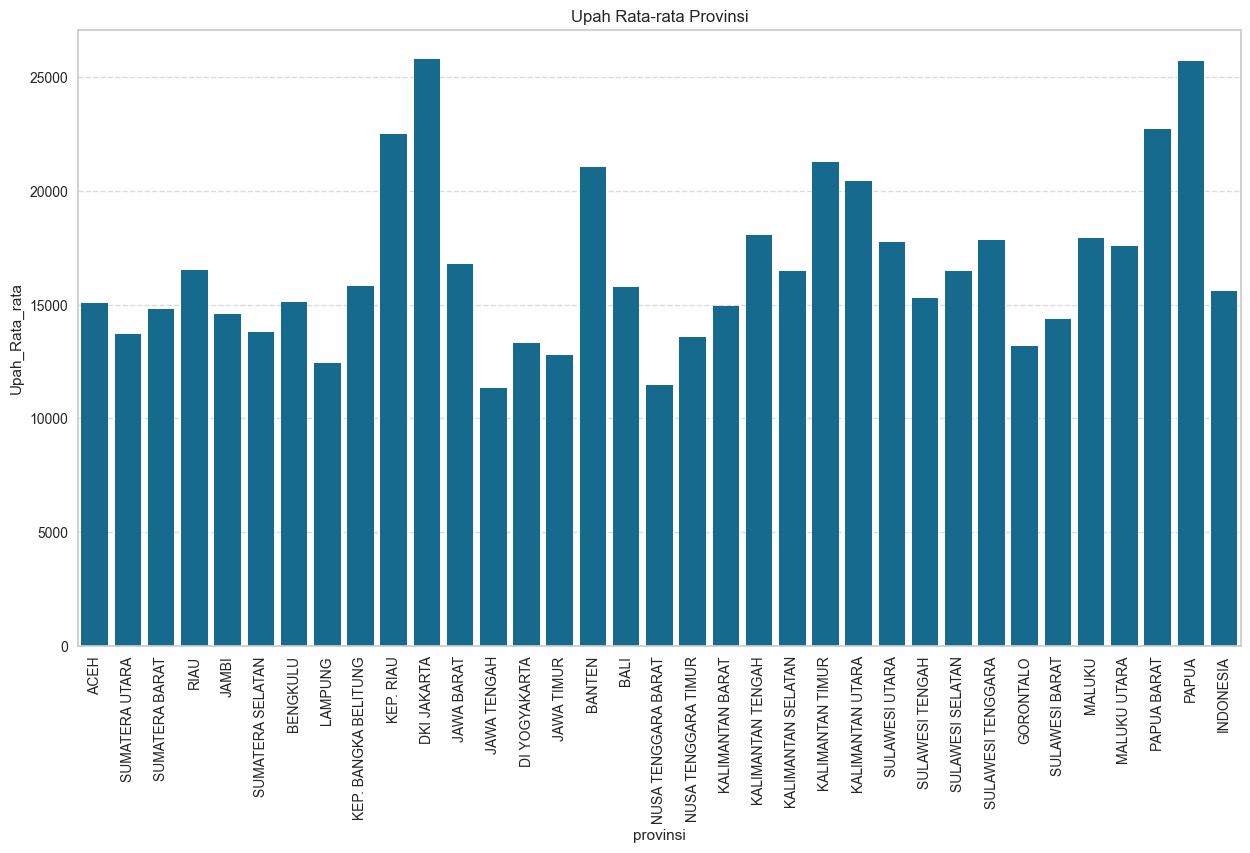 Upah Rata-rata Provinsi
Upah_Rata_rata
25000
20000
15000
10000
5000
0
ACEH
SUMATERA UTARA
SUMATERA BARAT
RIAU
JAMBI
SUMATERA SELATAN
BENGKULU
LAMPUNG
KEP. BANGKA BELITUNG
KEP. RIAU
DKI JAKARTA
JAWA BARAT
JAWA TENGAH
DI YOGYAKARTA
JAWA TIMUR
BANTEN
BALI
NUSA TENGGARA BARAT
NUSA TENGGARA TIMUR
KALIMANTAN BARAT
KALIMANTAN TENGAH
KALIMANTAN SELATAN
KALIMANTAN TIMUR
KALIMANTAN UTARA
SULAWESI UTARA
SULAWESI TENGAH
SULAWESI SELATAN
SULAWESI TENGGARA
GORONTALO
SULAWESI BARAT
MALUKU
MALUKU UTARA
PAPUA BARAT
PAPUA
INDONESIA
provinsi